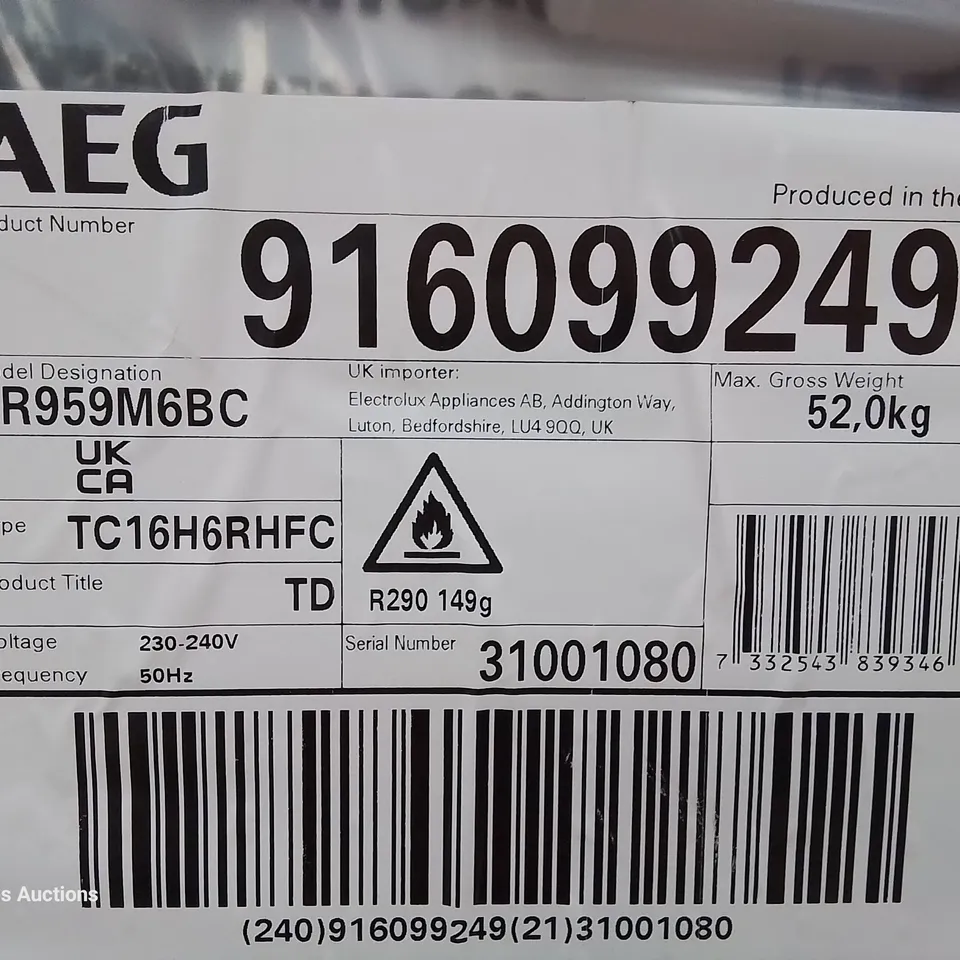 AEG
Produced in the
duct Number
916099249
del Designation
R959M6BC
UK importer:
Electrolux Appliances AB, Addington Way,
Luton, Bedfordshire, LU4 9QQ, UK
Max. Gross Weight
52,0kg
UK
CA
pe TC16H6RHFC
oduct Title TD
R290 149g
oltage 230-240V
equency 50Hz
Serial Number 31001080
7 332543 839346
(240)916099249(21)31001080
s Auctions